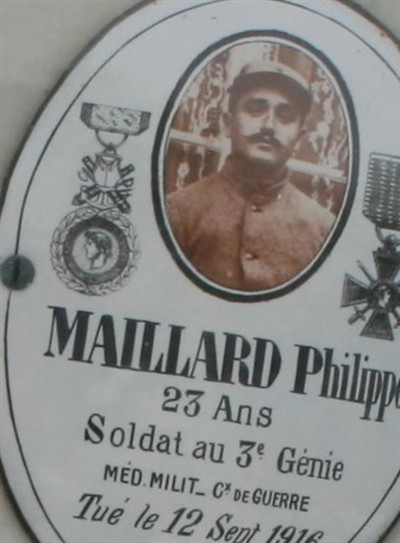 MAILLARD Philippe
23 Ans
Soldat au 3e Génie
MÉD. MILIT_ CX DE GUERRE
Tué le 12 Sept 1916